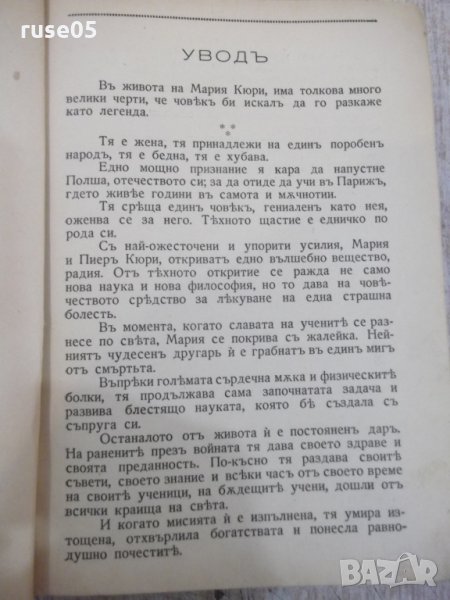 ruse05
УВОДЪ
Въ живота на Мария Кюри, има толкова много
велики черти, че човѣкъ би искалъ да го разкаже
като легенда.
***
Тя е жена, тя принадлежи на единъ поробенъ
народъ, тя е бедна, тя е хубава.
Едно мощно признание я кара да напустие
Полша, отечеството си; за да отиде да учи въ Парижъ,
гдето живѣе години въ самота и мѫчнотии.
Тя среща единъ човѣкъ, гениаленъ като нея,
оженва се за него. Тѣхното щастие е едничко по
рода си.
Съ най-ожесточени и упорити усилия, Мария
и Пиеръ Кюри, откриватъ едно вълшебно вещество,
радия. Отъ тѣхното откритие се ражда не само
нова наука и нова философия, но то дава на човѣ-
чеството срѣдство за лѣкуване на една страшна
болесть.
Въ момента, когато славата на ученитѣ се раз-
несе по свѣта, Мария се покрива съ жалейка. Ней-
ниятъ чудесенъ другарь ѝ е грабнатъ въ единъ мигъ
отъ смъртьта.
Въпрѣки голѣмата сърдечна мѫка и физическитѣ
болки, тя продължава сама започнатата задача и
развива блестящо науката, която бѣ създала съ
съпруга си.
Останалото отъ живота ѝ е постояненъ даръ.
На раненитѣ презъ войната тя дава своето здраве и
своята преданность. По-късно тя раздава своитѣ
съвети, своето знание и всѣки часъ отъ своето време
на своитѣ ученици, на бѫдещитѣ учени, дошли отъ
всички краища на свѣта.
И когато мисията ѝ е изпълнена, тя умира из-
тощена, отхвърлила богатствата и понесла равно-
душно почеститѣ.
BAZAR